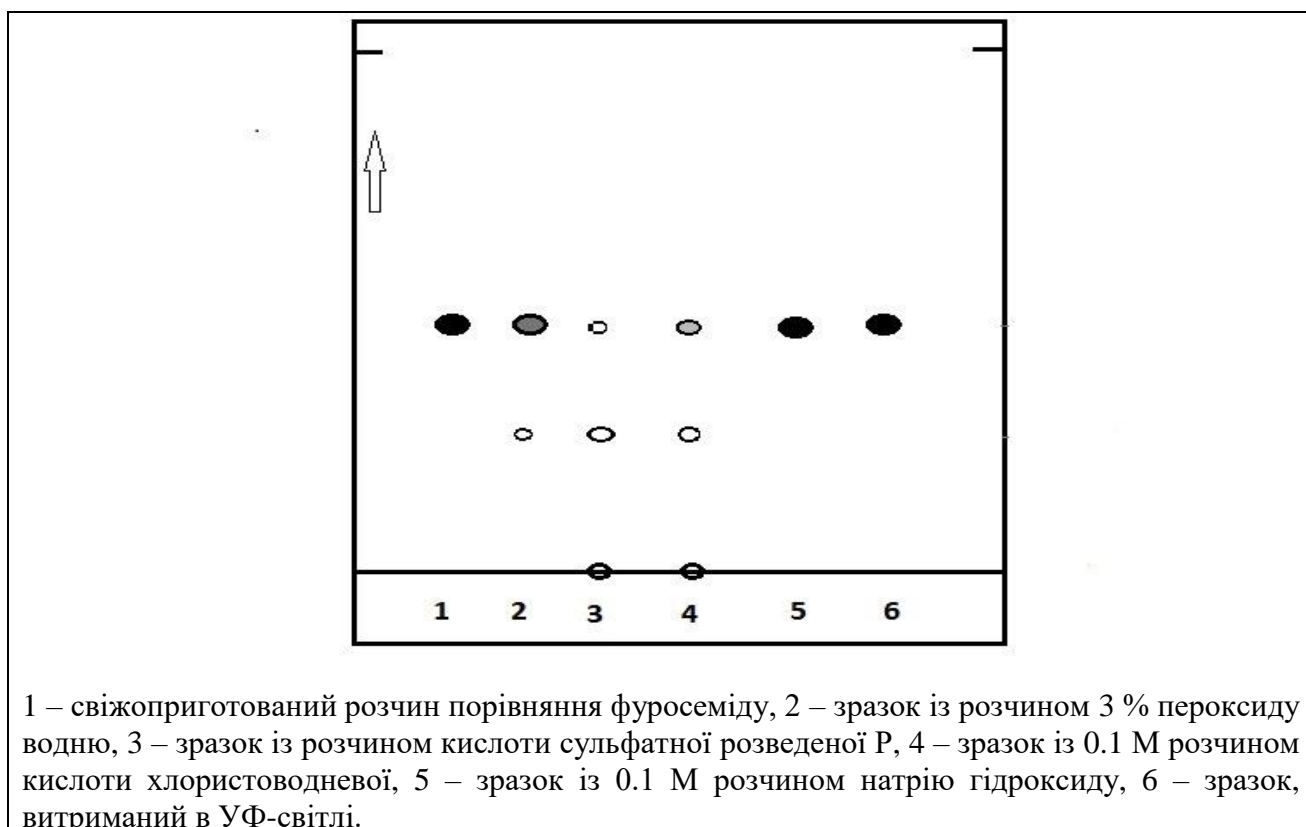 1 2 3 4 5 6
1 – свіжоприготований розчин порівняння фуросеміду, 2 – зразок із розчином 3 % пероксиду
водню, 3 – зразок із розчином кислоти сульфатної розведеної Р, 4 – зразок із 0.1 М розчином
кислоти хлористоводневої, 5 – зразок із 0.1 М розчином натрію гідроксиду, 6 – зразок,
витриманий в УФ-світлі.